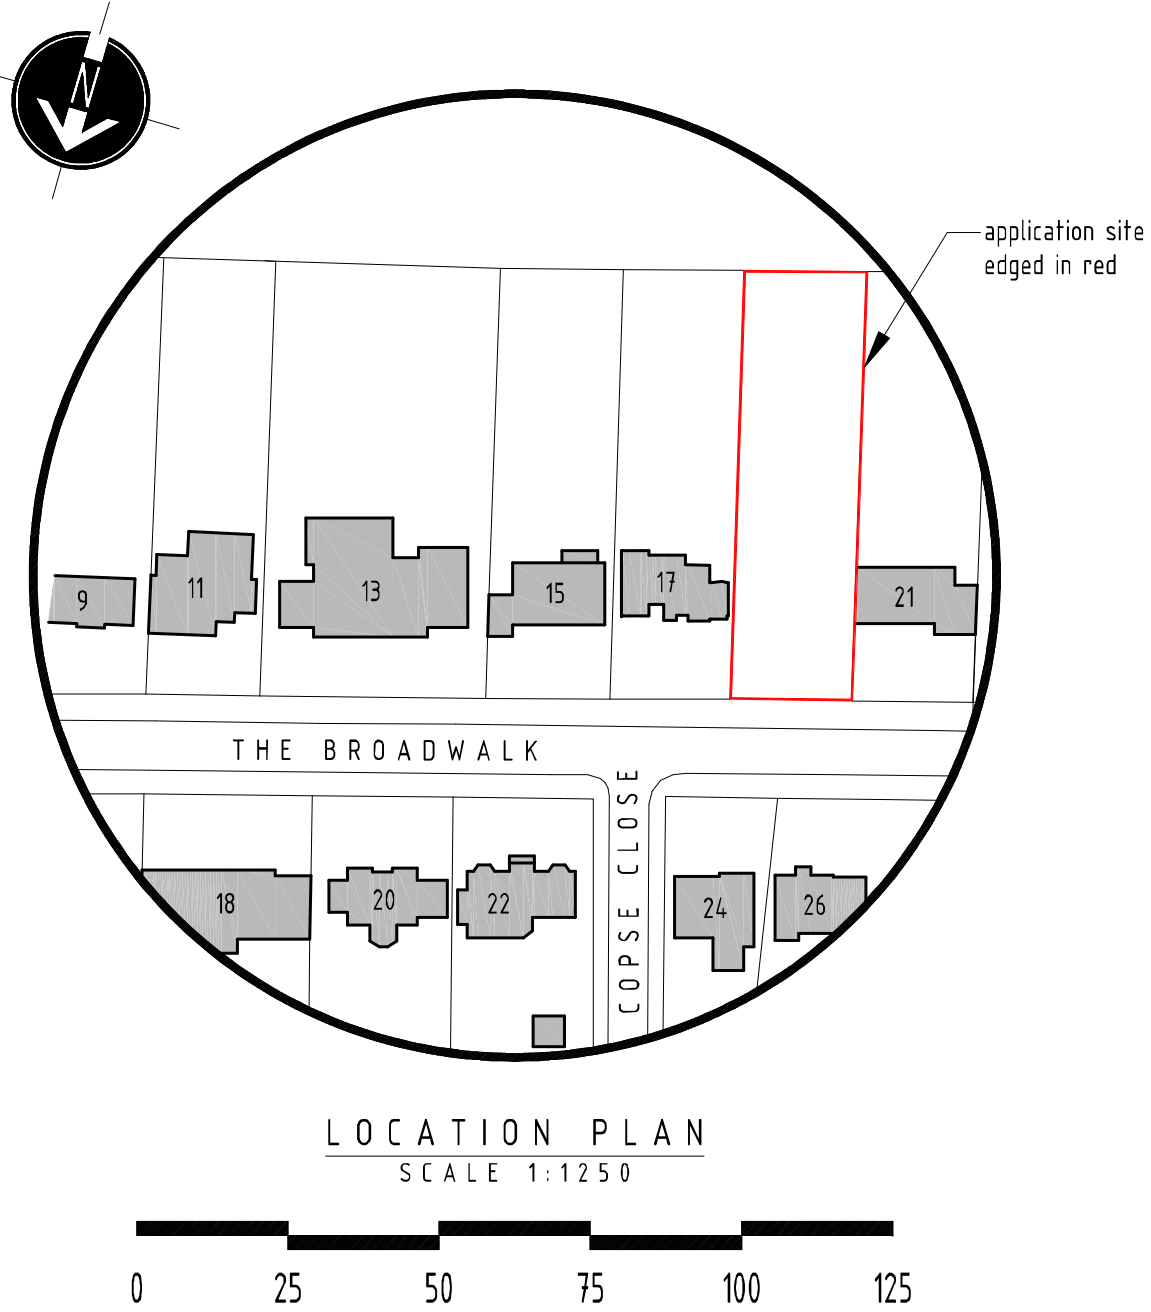 N
application site
edged in red
9
11
13
15
17
21
THE BROADWALK
COPSE CLOSE
18
20
22
24
26
LOCATION PLAN
SCALE 1:1250
0 25 50 75 100 125